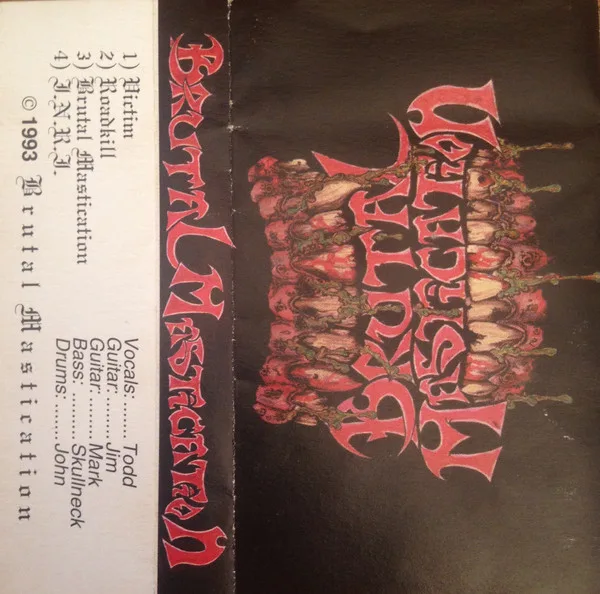 BRUTAL
MASTICATION
BRUTAL MASTICATION
1) Victim
2) Roadkill
3) Brutal Mastication
4) I.N.R.I.
Vocals:........ Todd
Guitar:.........Jim
Guitar:.........Mark
Bass: .........Skullneck
Drums: ........John
© 1993 Brutal Mastication